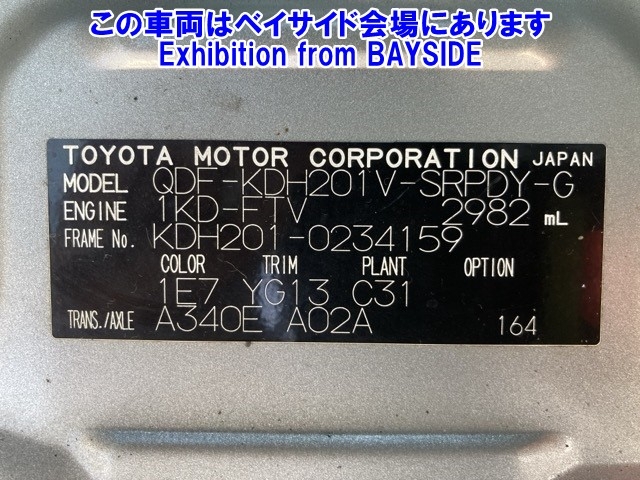 この車両はベイサイド会場にあります
Exhibition from BAYSIDE
TOYOTA MOTOR CORPORATION JAPAN
MODEL QDF-KDH201V-SRPDY-G
ENGINE 1KD-FTV 2982 mL
FRAME No. KDH201-0234159
COLOR TRIM PLANT OPTION
1E7 YG13 C31
TRANS./AXLE A340E A02A 164